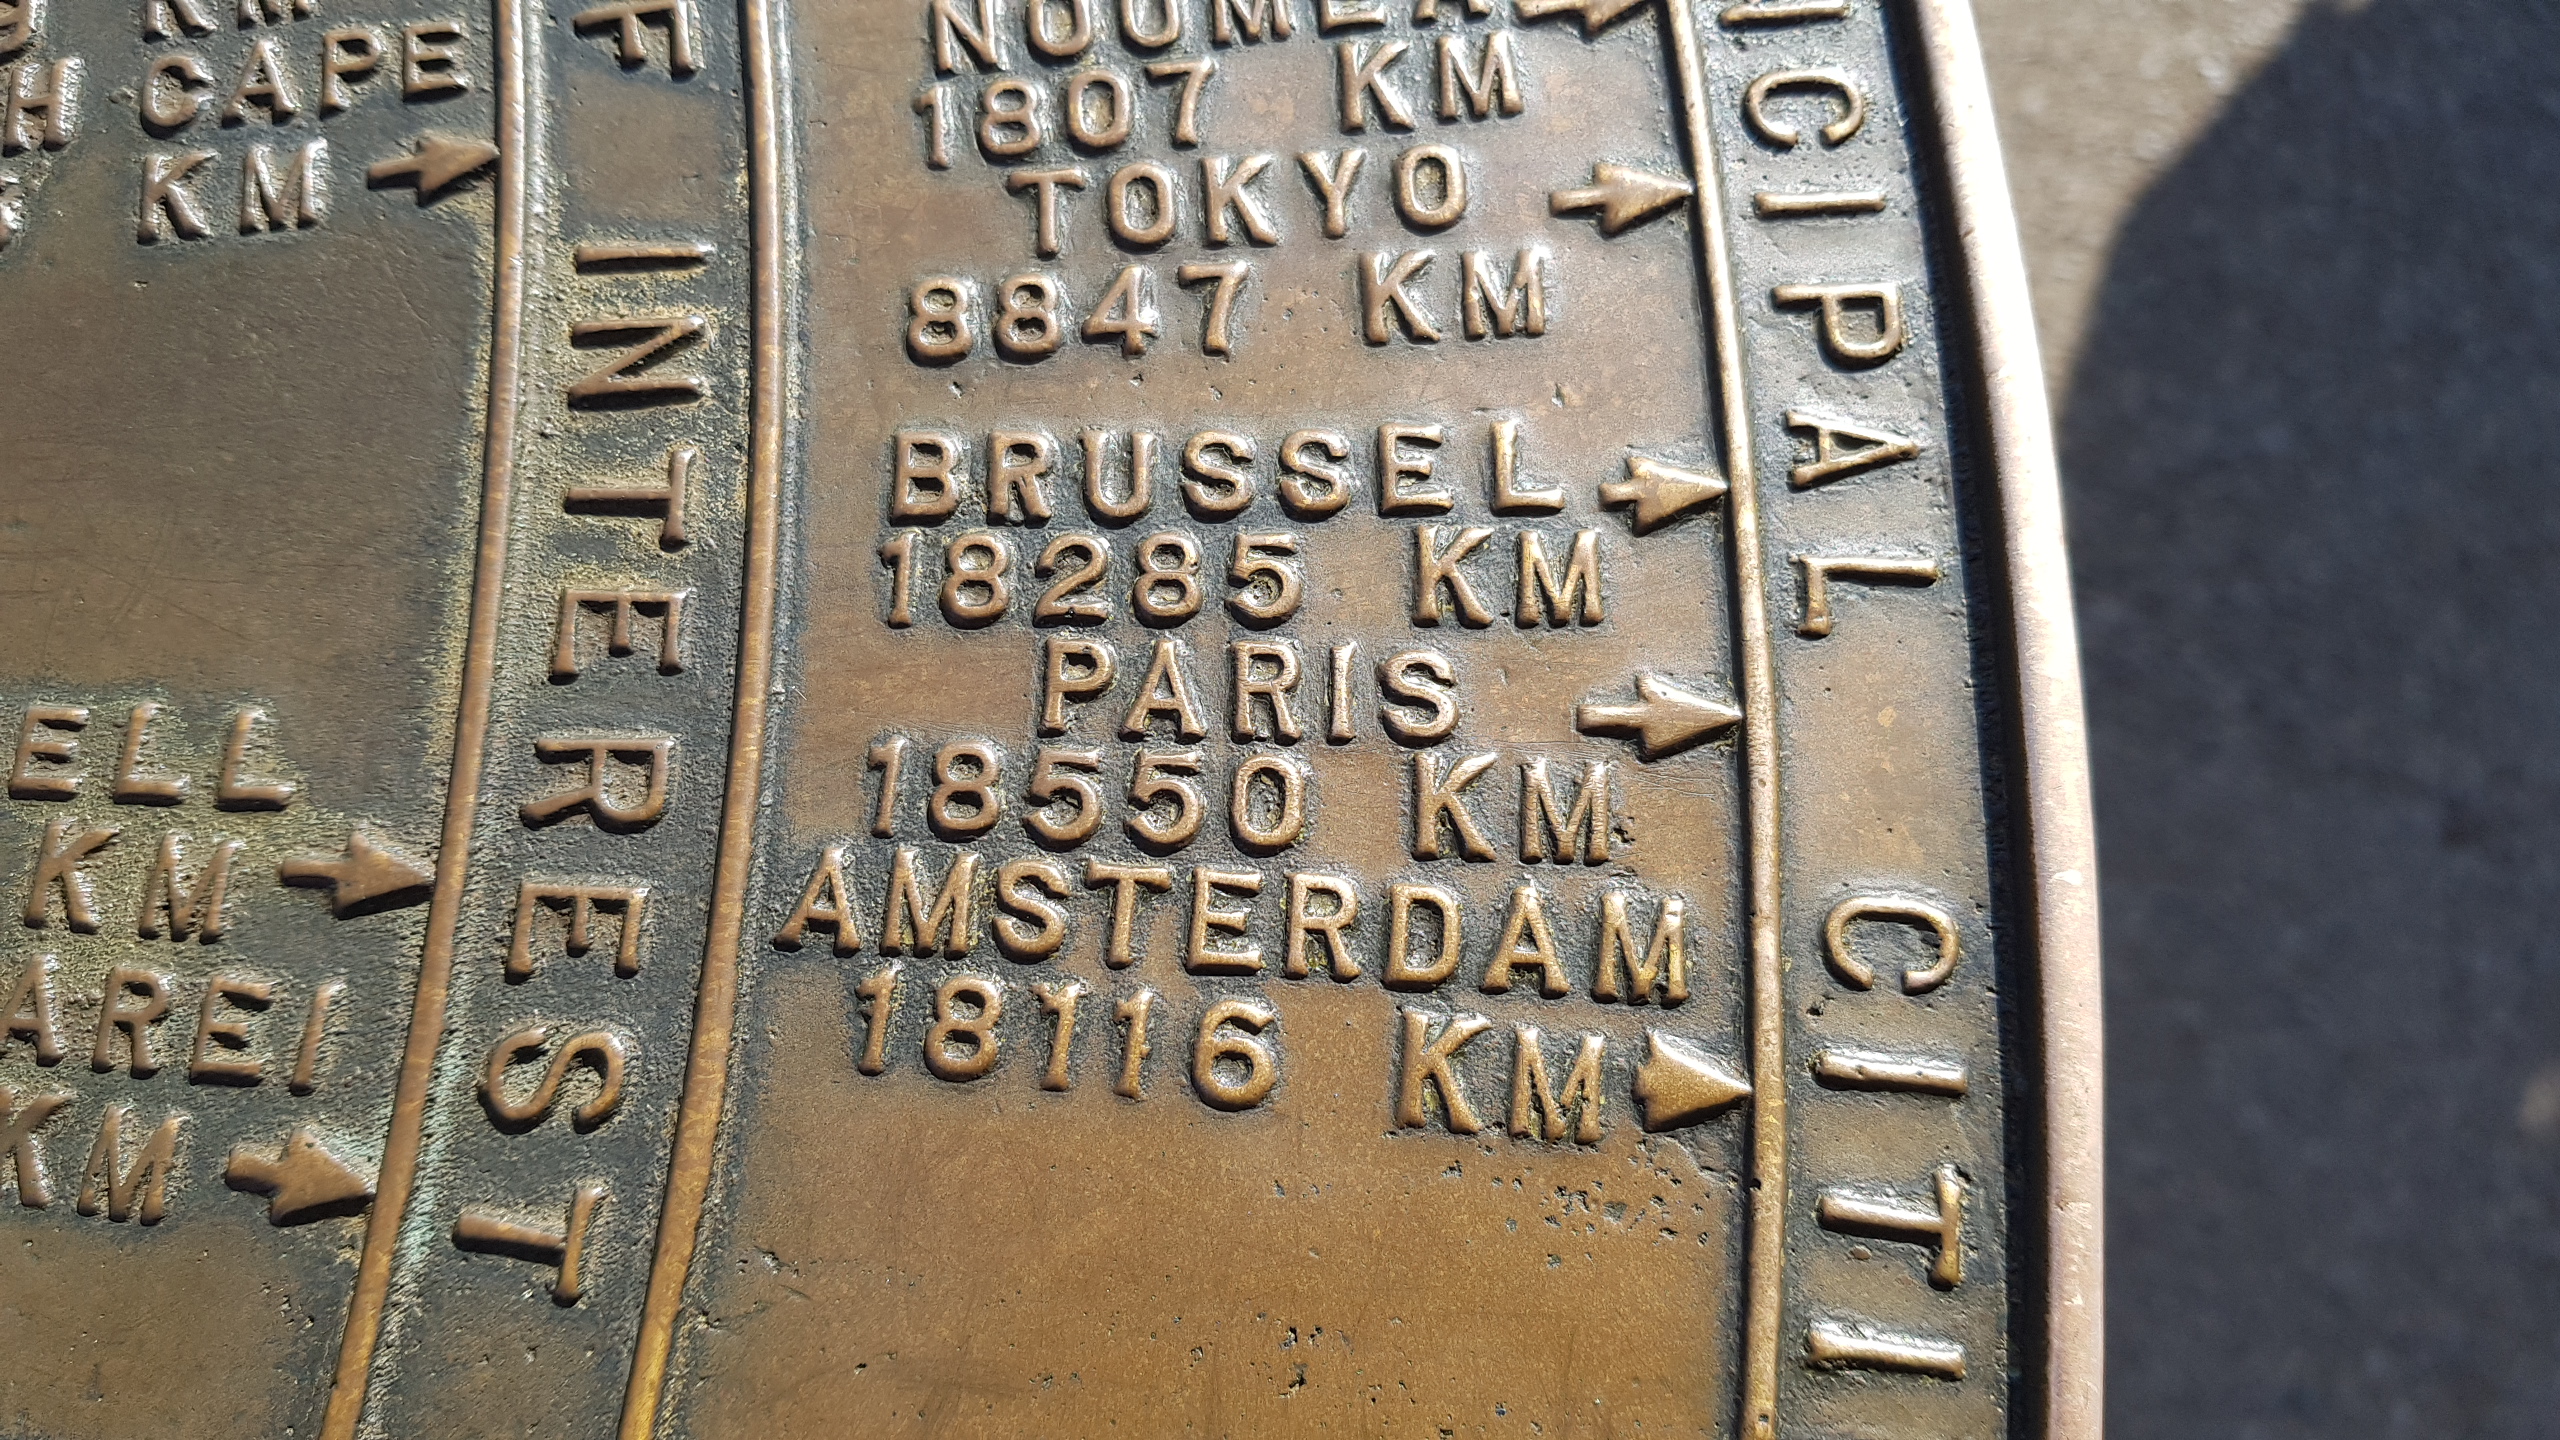 CAPE
KM
ELL
KM
AREI
KM
F INTEREST
NOUMEA
1807 KM
TOKYO
8847 KM
BRUSSEL
18285 KM
PARIS
18550 KM
AMSTERDAM
18116 KM
NCIPAL CITI